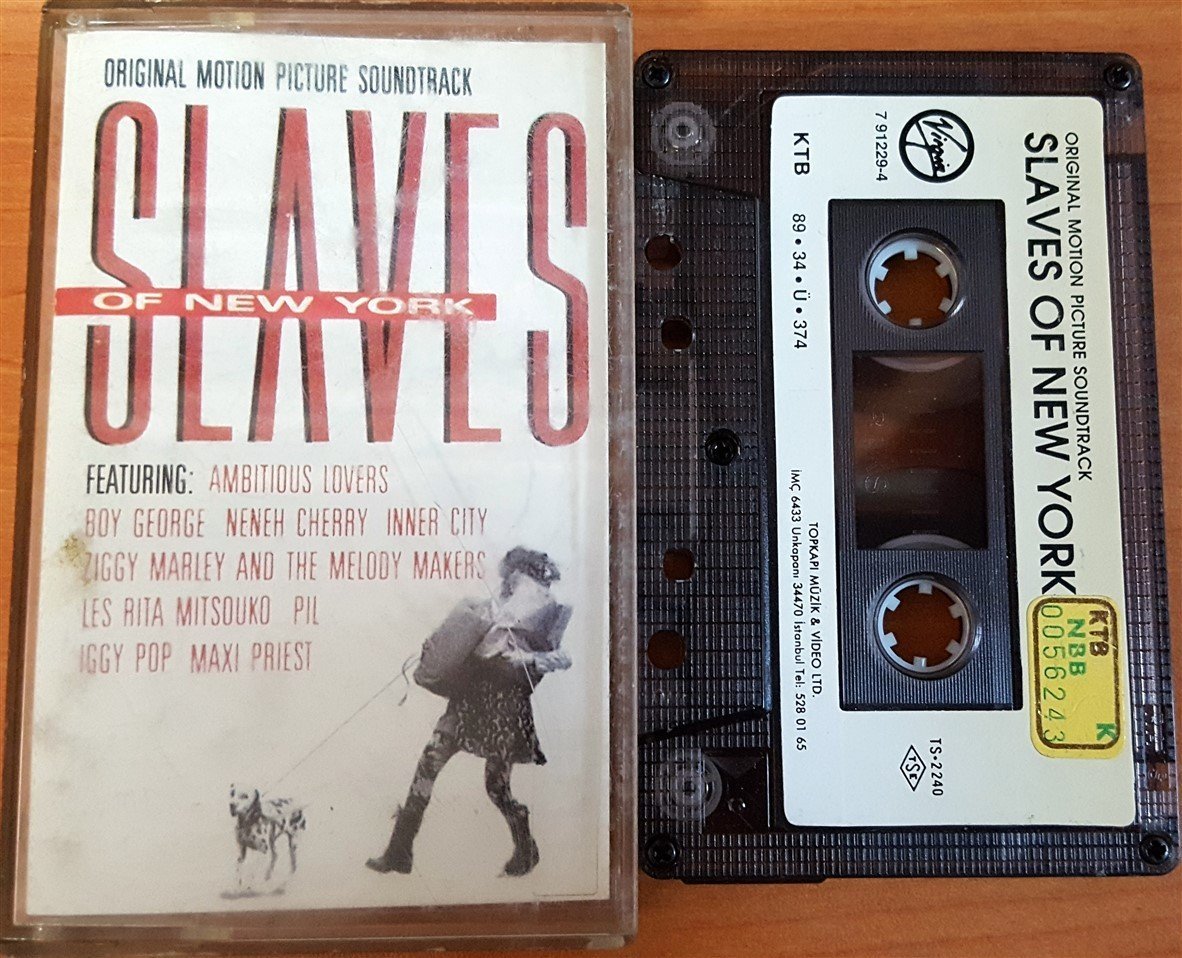 ORIGINAL MOTION PICTURE SOUNDTRACK
SLAVES
OF NEW YORK
FEATURING: AMBITIOUS LOVERS
BOY GEORGE NENEH CHERRY INNER CITY
ZIGGY MARLEY AND THE MELODY MAKERS
LES RITA MITSOUKO PIL
IGGY POP MAXI PRIEST
ORIGINAL MOTION PICTURE SOUNDTRACK
SLAVES OF NEW YORK
Virgin
7 91229-4
KTB 89 • 34 • Ü • 374
TOPKAPI MÜZİK & VİDEO LTD.
İMÇ 6433 Unkapanı 34470 İstanbul Tel: 528 01 65
TS•2240
TSE
KTB K
NBB
0056243